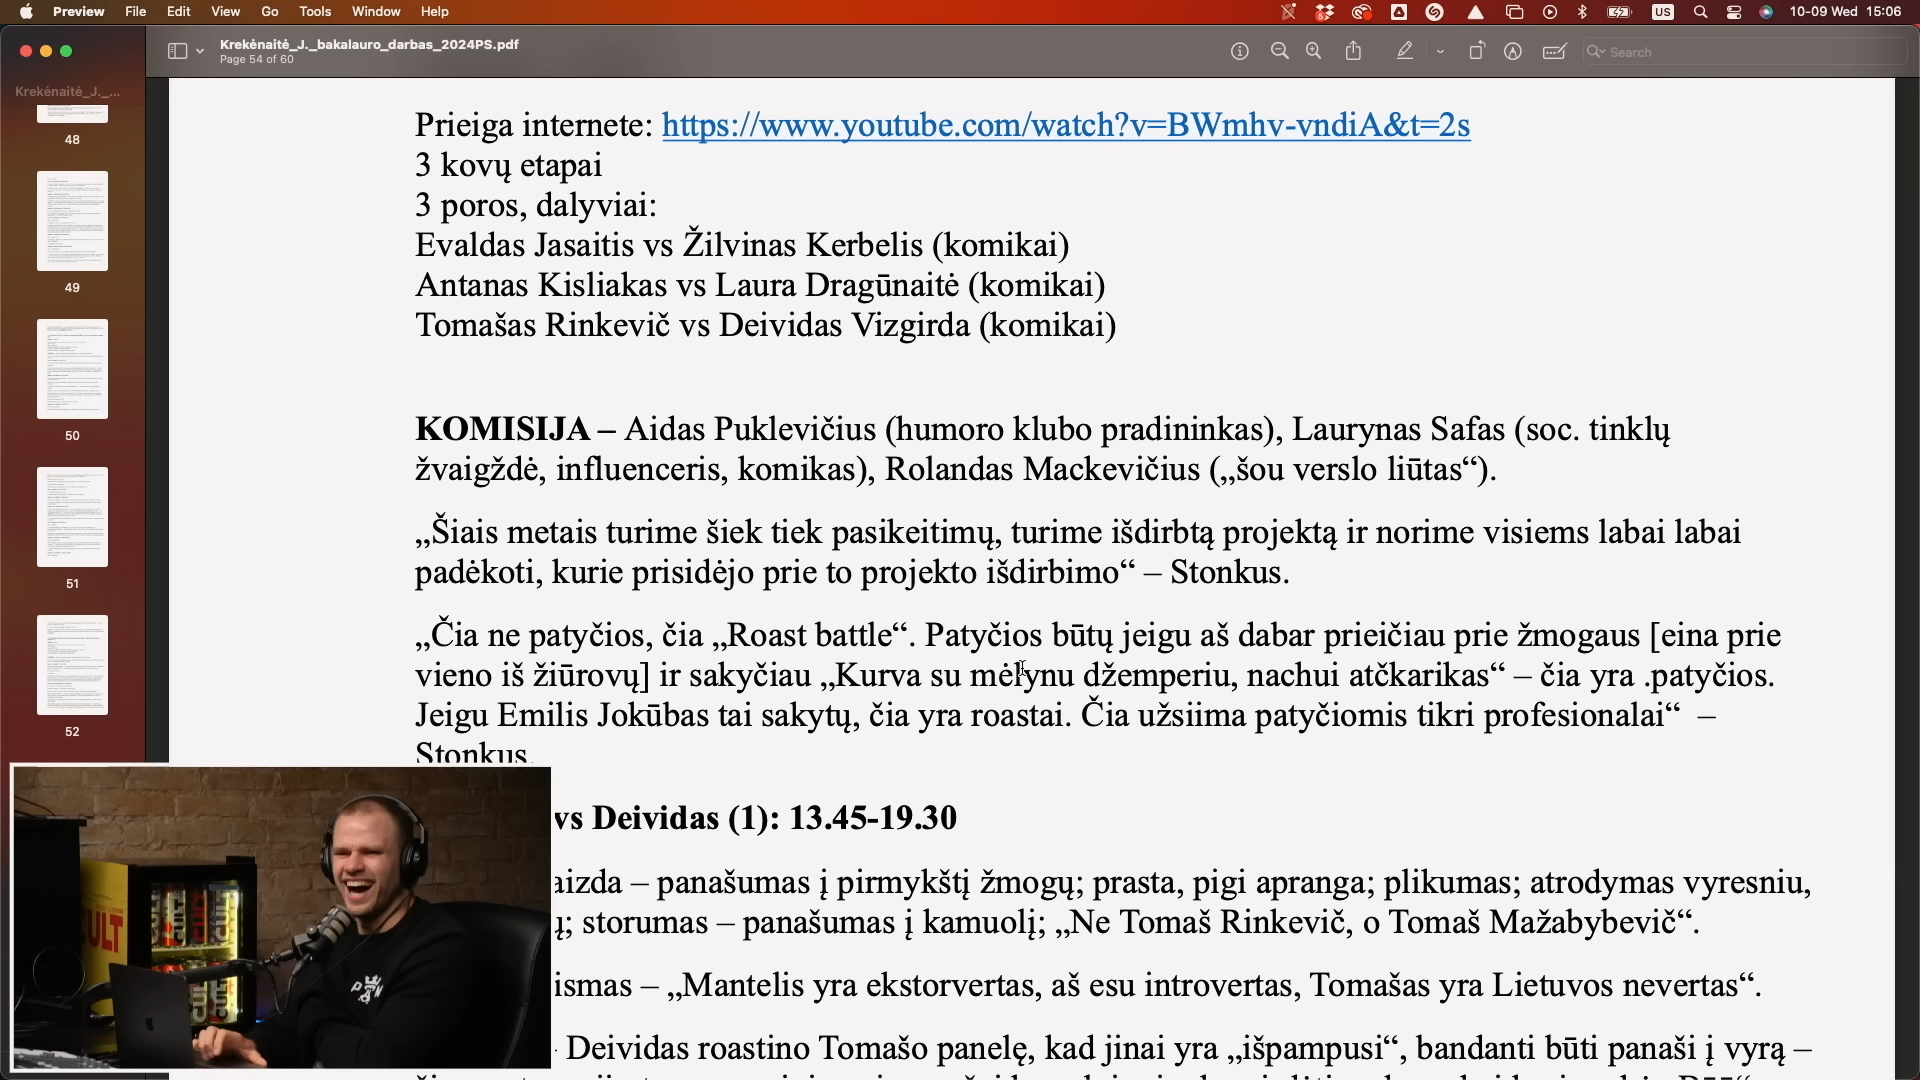 Preview File Edit View Go Tools Window Help US 10-09 Wed 15:06
Krekėnaitė_J._bakalauro_darbas_2024PS.pdf
Page 54 of 60
Search
Krekėnaitė_J._...
48
49
50
51
52
Prieiga internete: https://www.youtube.com/watch?v=BWmhv-vndiA&t=2s
3 kovų etapai
3 poros, dalyviai:
Evaldas Jasaitis vs Žilvinas Kerbelis (komikai)
Antanas Kisliakas vs Laura Dragūnaitė (komikai)
Tomašas Rinkevič vs Deividas Vizgirda (komikai)
KOMISIJA – Aidas Puklevičius (humoro klubo pradininkas), Laurynas Safas (soc. tinklų
žvaigždė, influenceris, komikas), Rolandas Mackevičius („šou verslo liūtas“).
„Šiais metais turime šiek tiek pasikeitimų, turime išdirbtą projektą ir norime visiems labai labai
padėkoti, kurie prisidėjo prie to projekto išdirbimo“ – Stonkus.
„Čia ne patyčios, čia „Roast battle“. Patyčios būtų jeigu aš dabar prieičiau prie žmogaus [eina prie
vieno iš žiūrovų] ir sakyčiau „Kurva su mėlynu džemperiu, nachui atčkarikas“ – čia yra .patyčios.
Jeigu Emilis Jokūbas tai sakytų, čia yra roastai. Čia užsiima patyčiomis tikri profesionalai“ –
Stonkus.
vs Deividas (1): 13.45-19.30
aizda – panašumas į pirmykštį žmogų; prasta, pigi apranga; plikumas; atrodymas vyresniu,
ų; storumas – panašumas į kamuolį; „Ne Tomaš Rinkevič, o Tomaš Mažabybevič“.
ismas – „Mantelis yra ekstorvertas, aš esu introvertas, Tomašas yra Lietuvos nevertas“.
Deividas roastino Tomašo panelę, kad jinai yra „išpampusi“, bandanti būti panaši į vyrą –
CULT